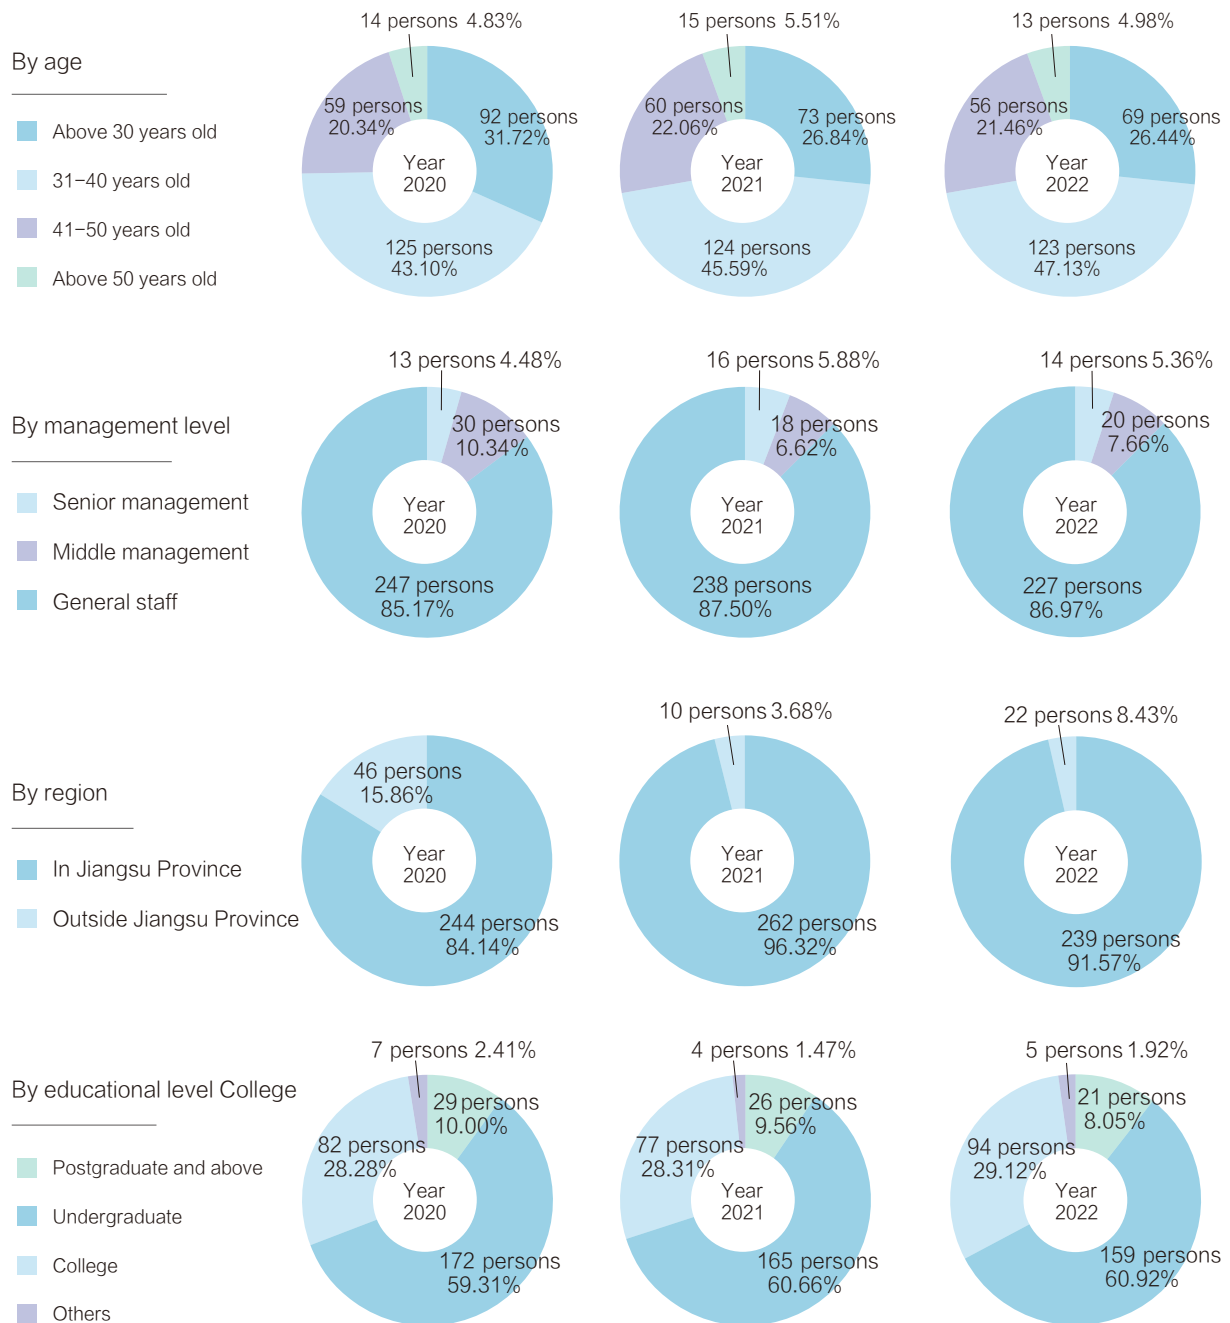 By age
Above 30 years old
31–40 years old
41–50 years old
Above 50 years old
14 persons 4.83%
59 persons
20.34%
92 persons
31.72%
Year
2020
125 persons
43.10%
15 persons 5.51%
60 persons
22.06%
73 persons
26.84%
Year
2021
124 persons
45.59%
13 persons 4.98%
56 persons
21.46%
69 persons
26.44%
Year
2022
123 persons
47.13%
By management level
Senior management
Middle management
General staff
13 persons 4.48%
30 persons
10.34%
Year
2020
247 persons
85.17%
16 persons 5.88%
18 persons
6.62%
Year
2021
238 persons
87.50%
14 persons 5.36%
20 persons
7.66%
Year
2022
227 persons
86.97%
By region
In Jiangsu Province
Outside Jiangsu Province
46 persons
15.86%
Year
2020
244 persons
84.14%
10 persons 3.68%
Year
2021
262 persons
96.32%
22 persons 8.43%
Year
2022
239 persons
91.57%
By educational level College
Postgraduate and above
Undergraduate
College
Others
7 persons 2.41%
29 persons
10.00%
82 persons
28.28%
Year
2020
172 persons
59.31%
4 persons 1.47%
26 persons
9.56%
77 persons
28.31%
Year
2021
165 persons
60.66%
5 persons 1.92%
21 persons
8.05%
94 persons
29.12%
Year
2022
159 persons
60.92%